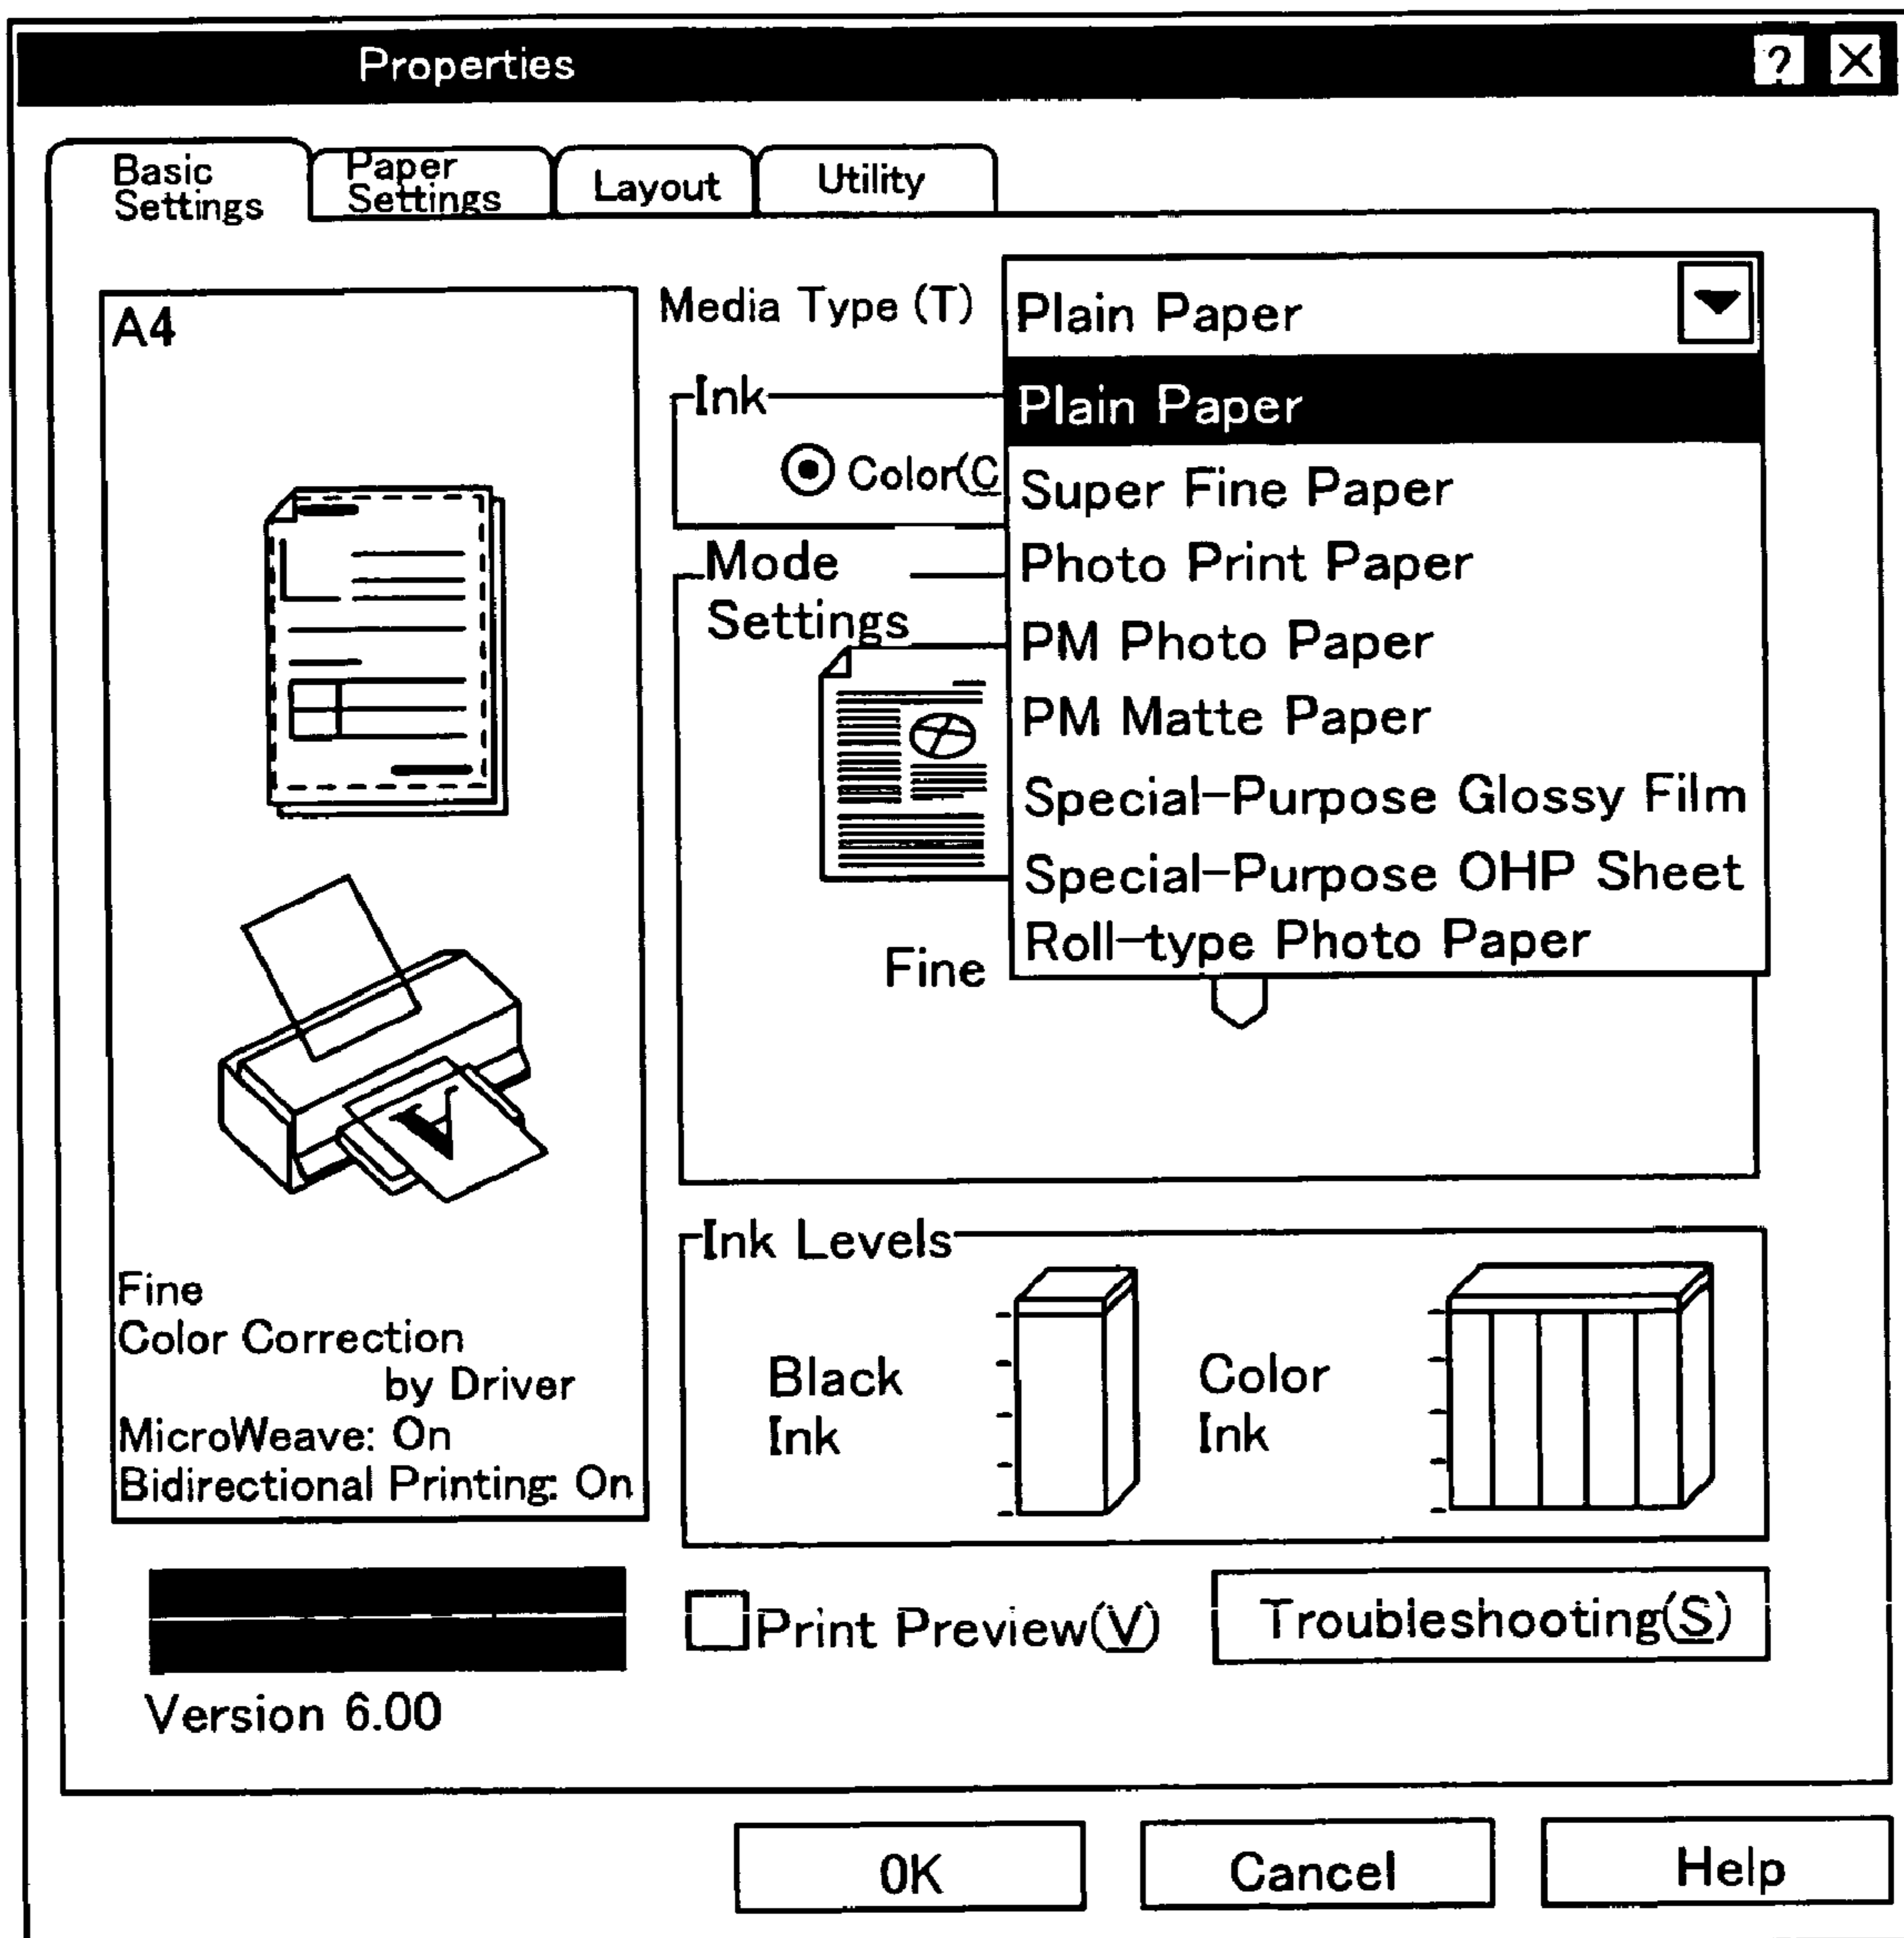 Properties
?
Basic
Settings
Paper
Settings
Layout
Utility
A4
Fine
Color Correction
by Driver
MicroWeave: On
Bidirectional Printing: On
Version 6.00
Media Type (T)
Plain Paper
Plain Paper
Super Fine Paper
Photo Print Paper
PM Photo Paper
PM Matte Paper
Special-Purpose Glossy Film
Special-Purpose OHP Sheet
Roll-type Photo Paper
Ink
Color(C
Mode
Settings
Fine
Ink Levels
Black
Ink
Color
Ink
Print Preview(V)
Troubleshooting(S)
OK
Cancel
Help
A